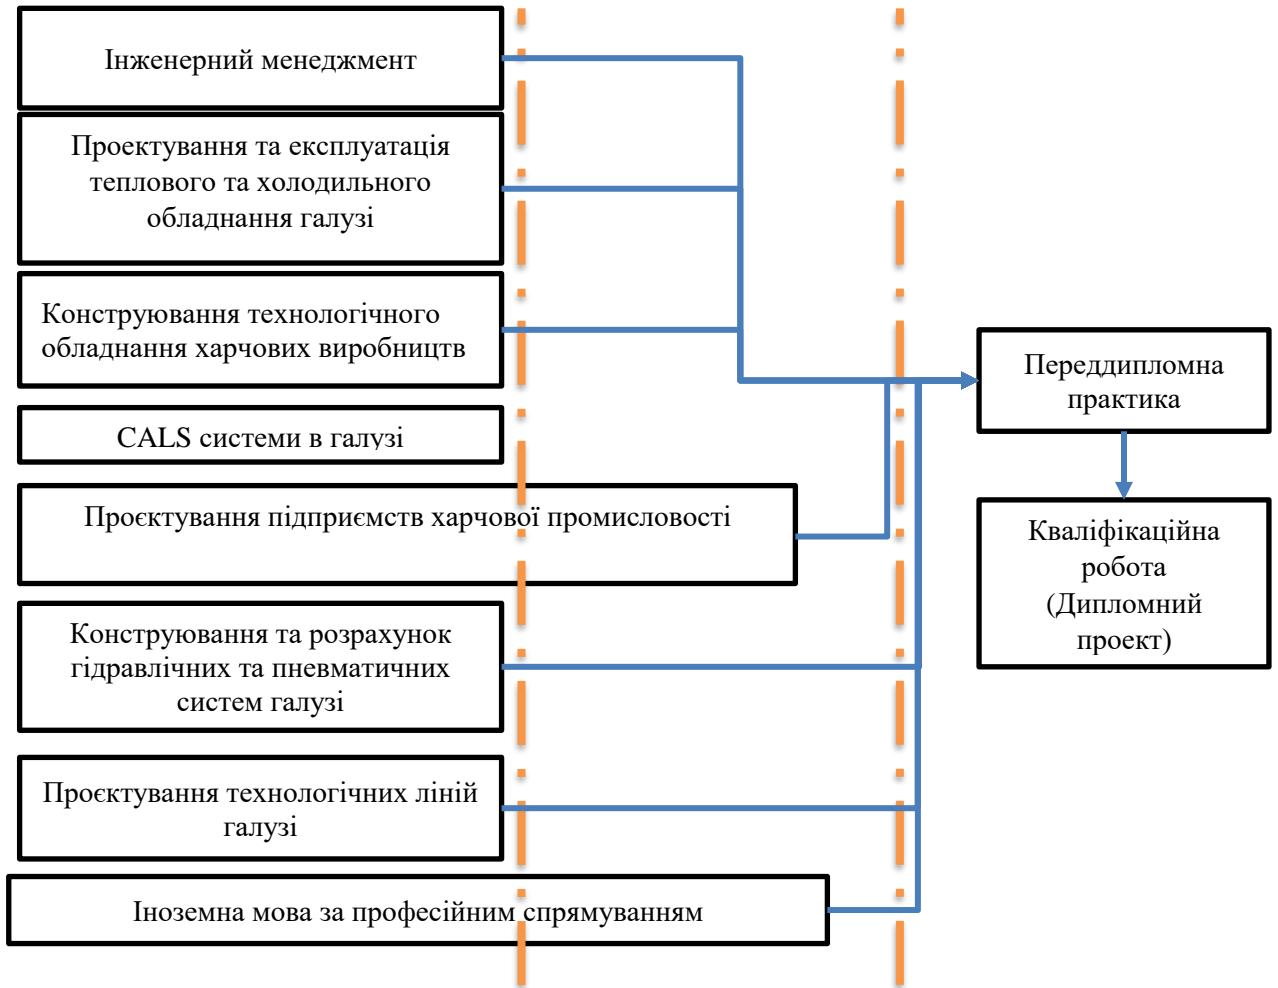 Інженерний менеджмент
Проектування та експлуатація
теплового та холодильного
обладнання галузі
Конструювання технологічного
обладнання харчових виробництв
CALS системи в галузі
Проєктування підприємств харчової промисловості
Конструювання та розрахунок
гідравлічних та пневматичних
систем галузі
Проєктування технологічних ліній
галузі
Іноземна мова за професійним спрямуванням
Переддипломна
практика
Кваліфікаційна
робота
(Дипломний
проект)